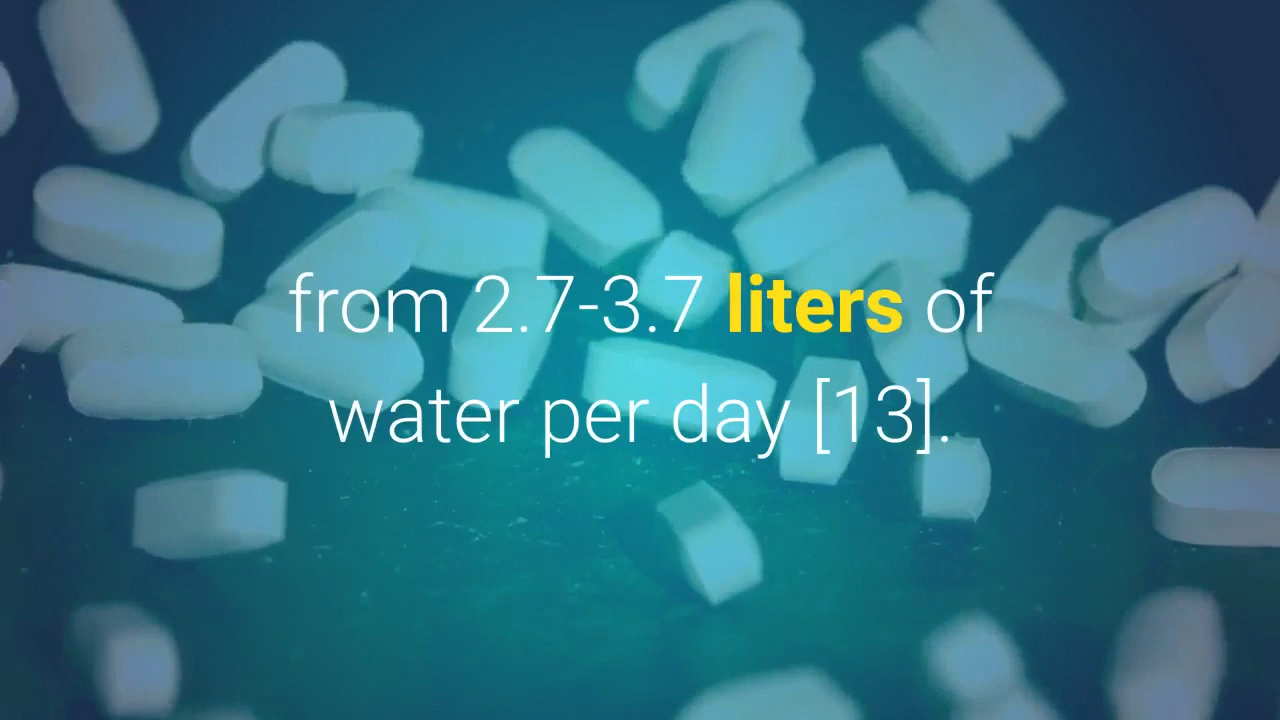 from 2.7-3.7 liters of
water per day [13].